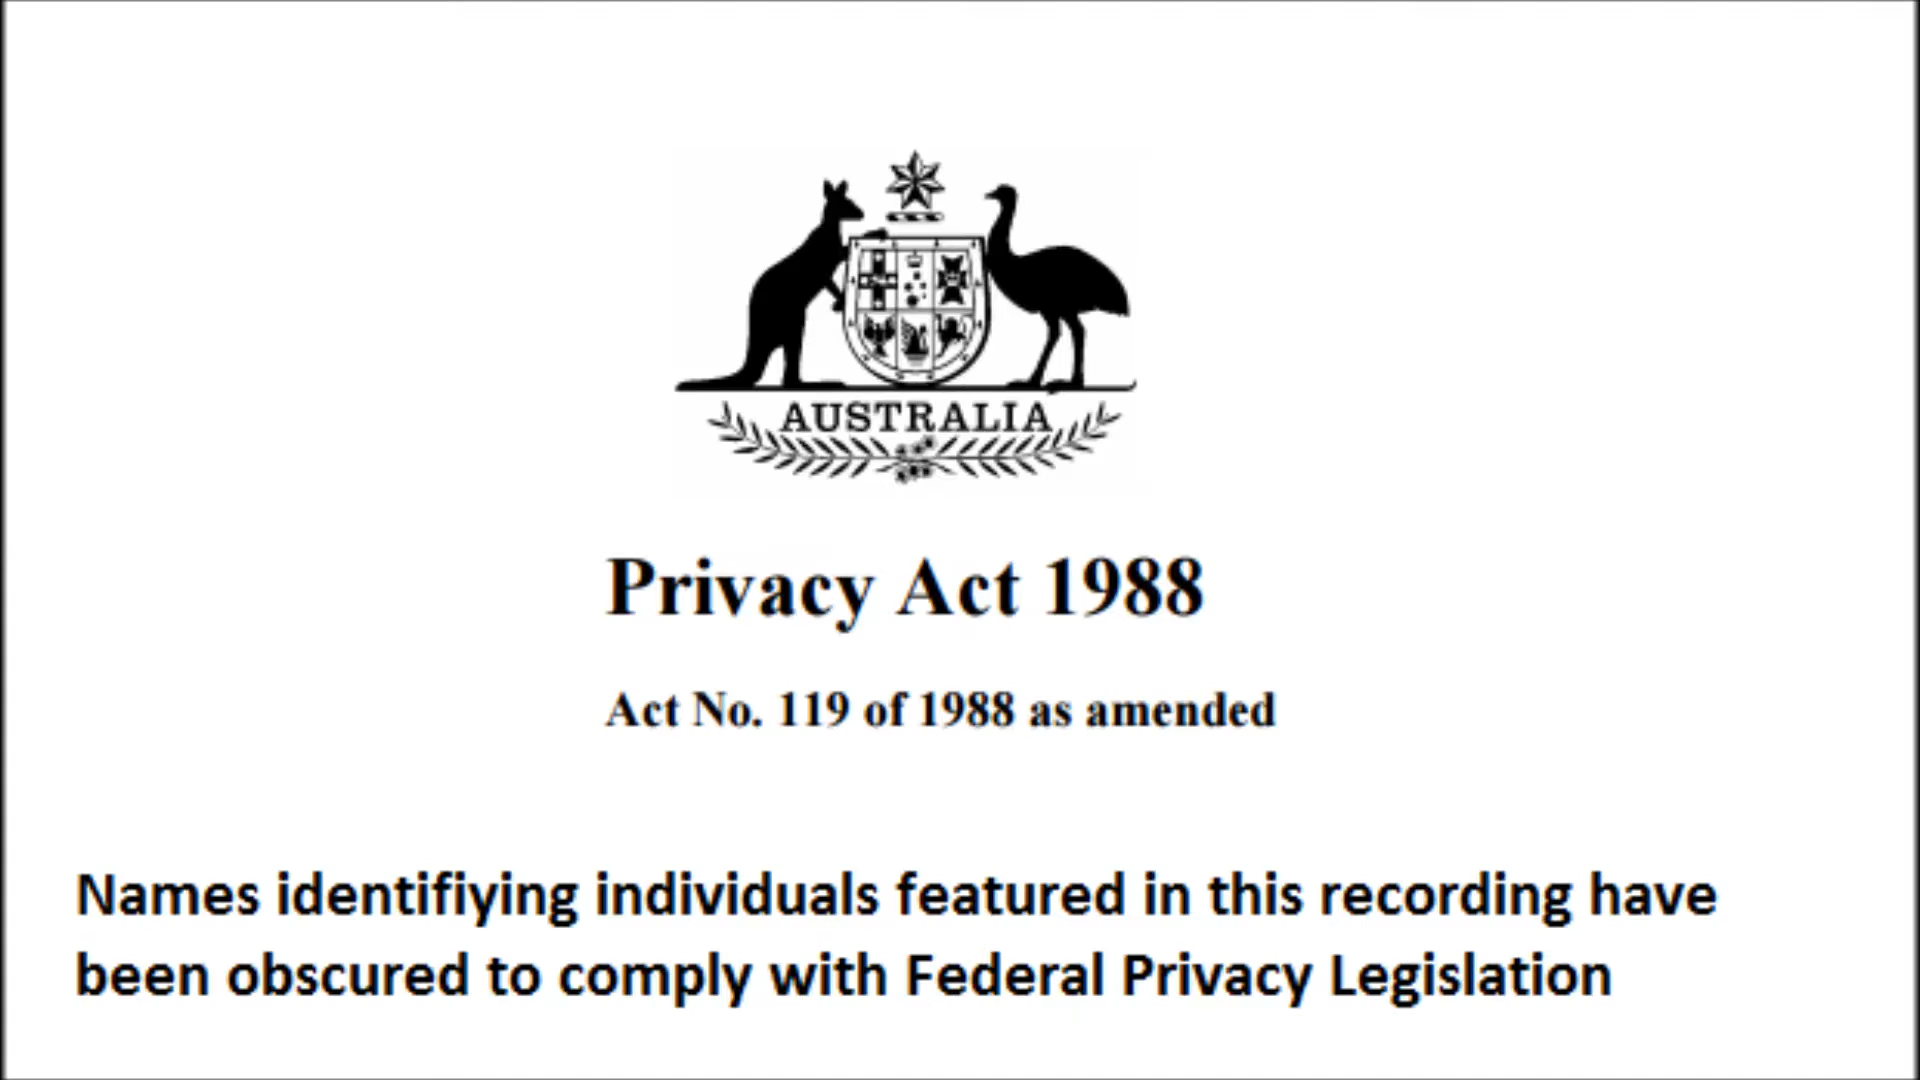 AUSTRALIA
Privacy Act 1988
Act No. 119 of 1988 as amended
Names identifiying individuals featured in this recording have
been obscured to comply with Federal Privacy Legislation